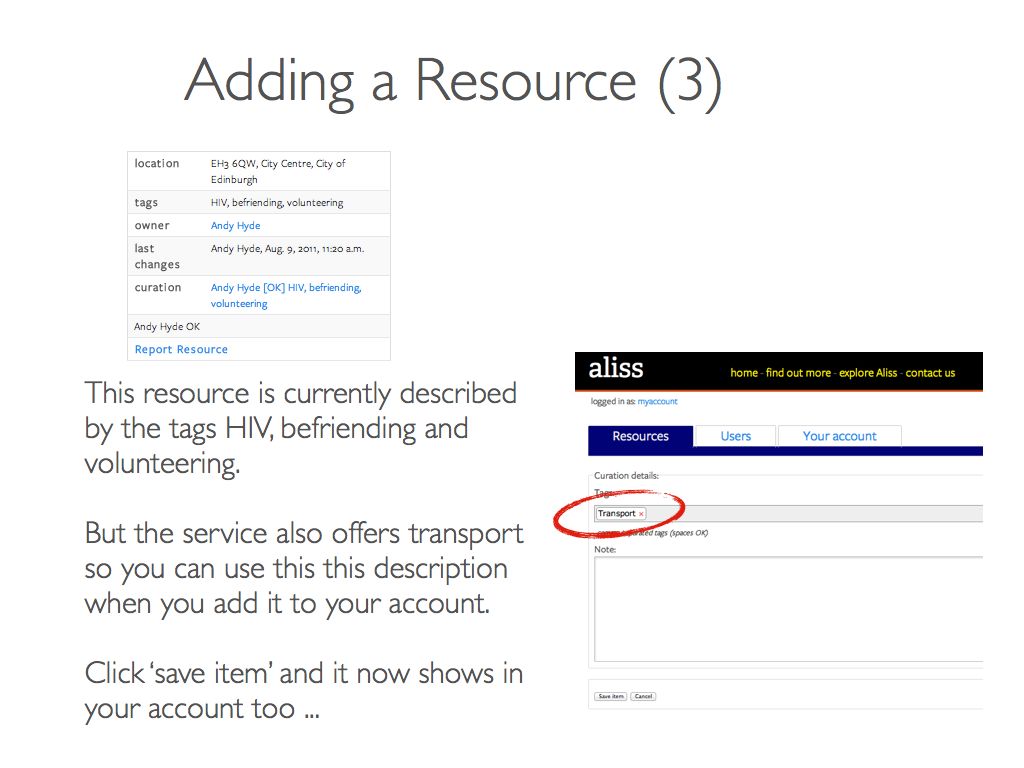 Adding a Resource (3)
location EH3 6QW, City Centre, City of
Edinburgh
tags HIV, befriending, volunteering
owner Andy Hyde
last Andy Hyde, Aug. 9, 2011, 11:20 a.m.
changes
curation Andy Hyde [OK] HIV, befriending,
volunteering
Andy Hyde OK
Report Resource
This resource is currently described
by the tags HIV, befriending and
volunteering.
But the service also offers transport
so you can use this this description
when you add it to your account.
Click ‘save item’ and it now shows in
your account too ...
aliss
home - find out more - explore Aliss - contact us
logged in as: myaccount
Resources Users Your account
Curation details:
Tags:
Transport ×
tags (spaces OK)
Note:
Save item Cancel